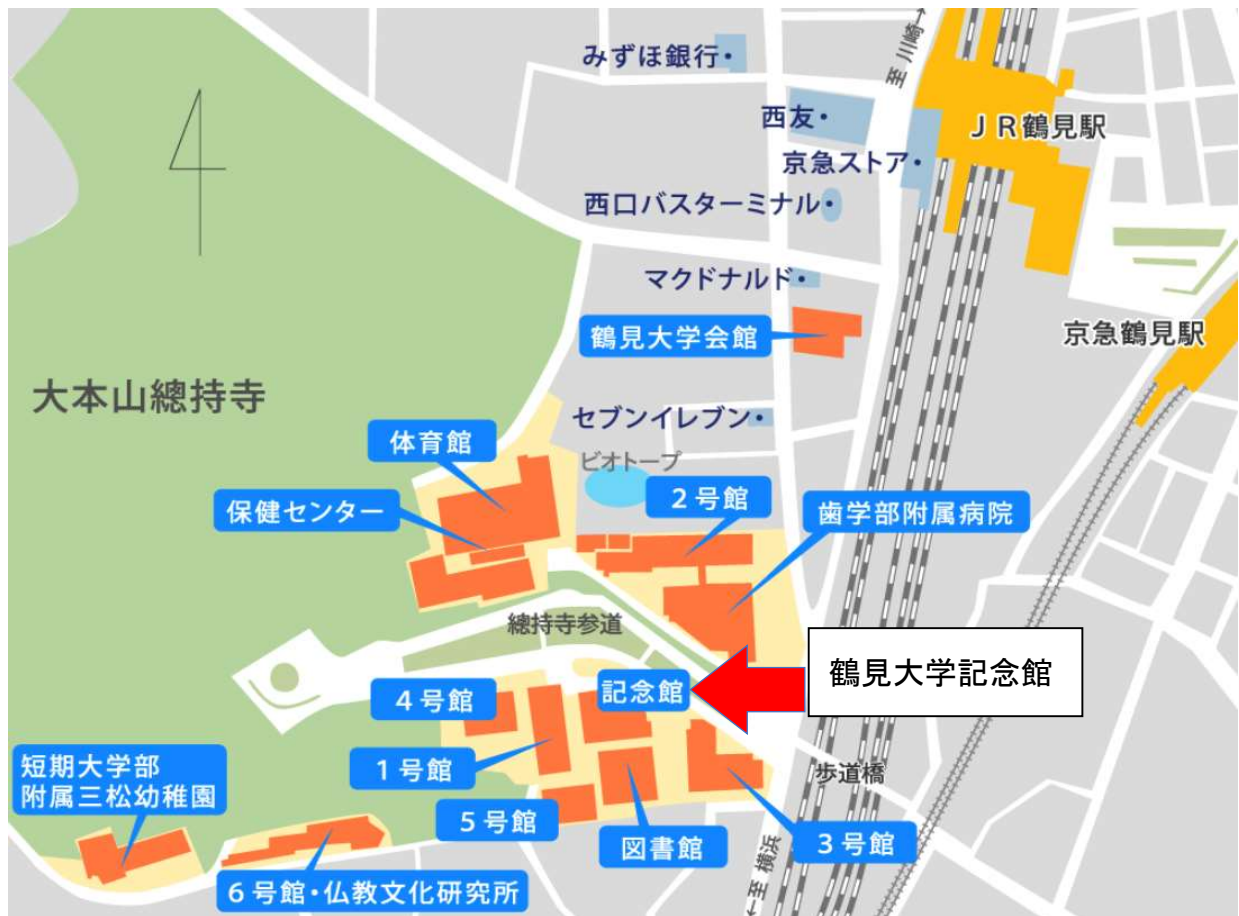 みずほ銀行
至 川崎→
西友
JR鶴見駅
京急ストア
西口バスターミナル
マクドナルド
鶴見大学会館
京急鶴見駅
大本山總持寺
セブンイレブン
体育館
ビオトープ
保健センター
2号館
歯学部附属病院
總持寺参道
鶴見大学記念館
記念館
4号館
短期大学部
附属三松幼稚園
1号館
歩道橋
5号館
図書館
3号館
←至 横浜
6号館・仏教文化研究所